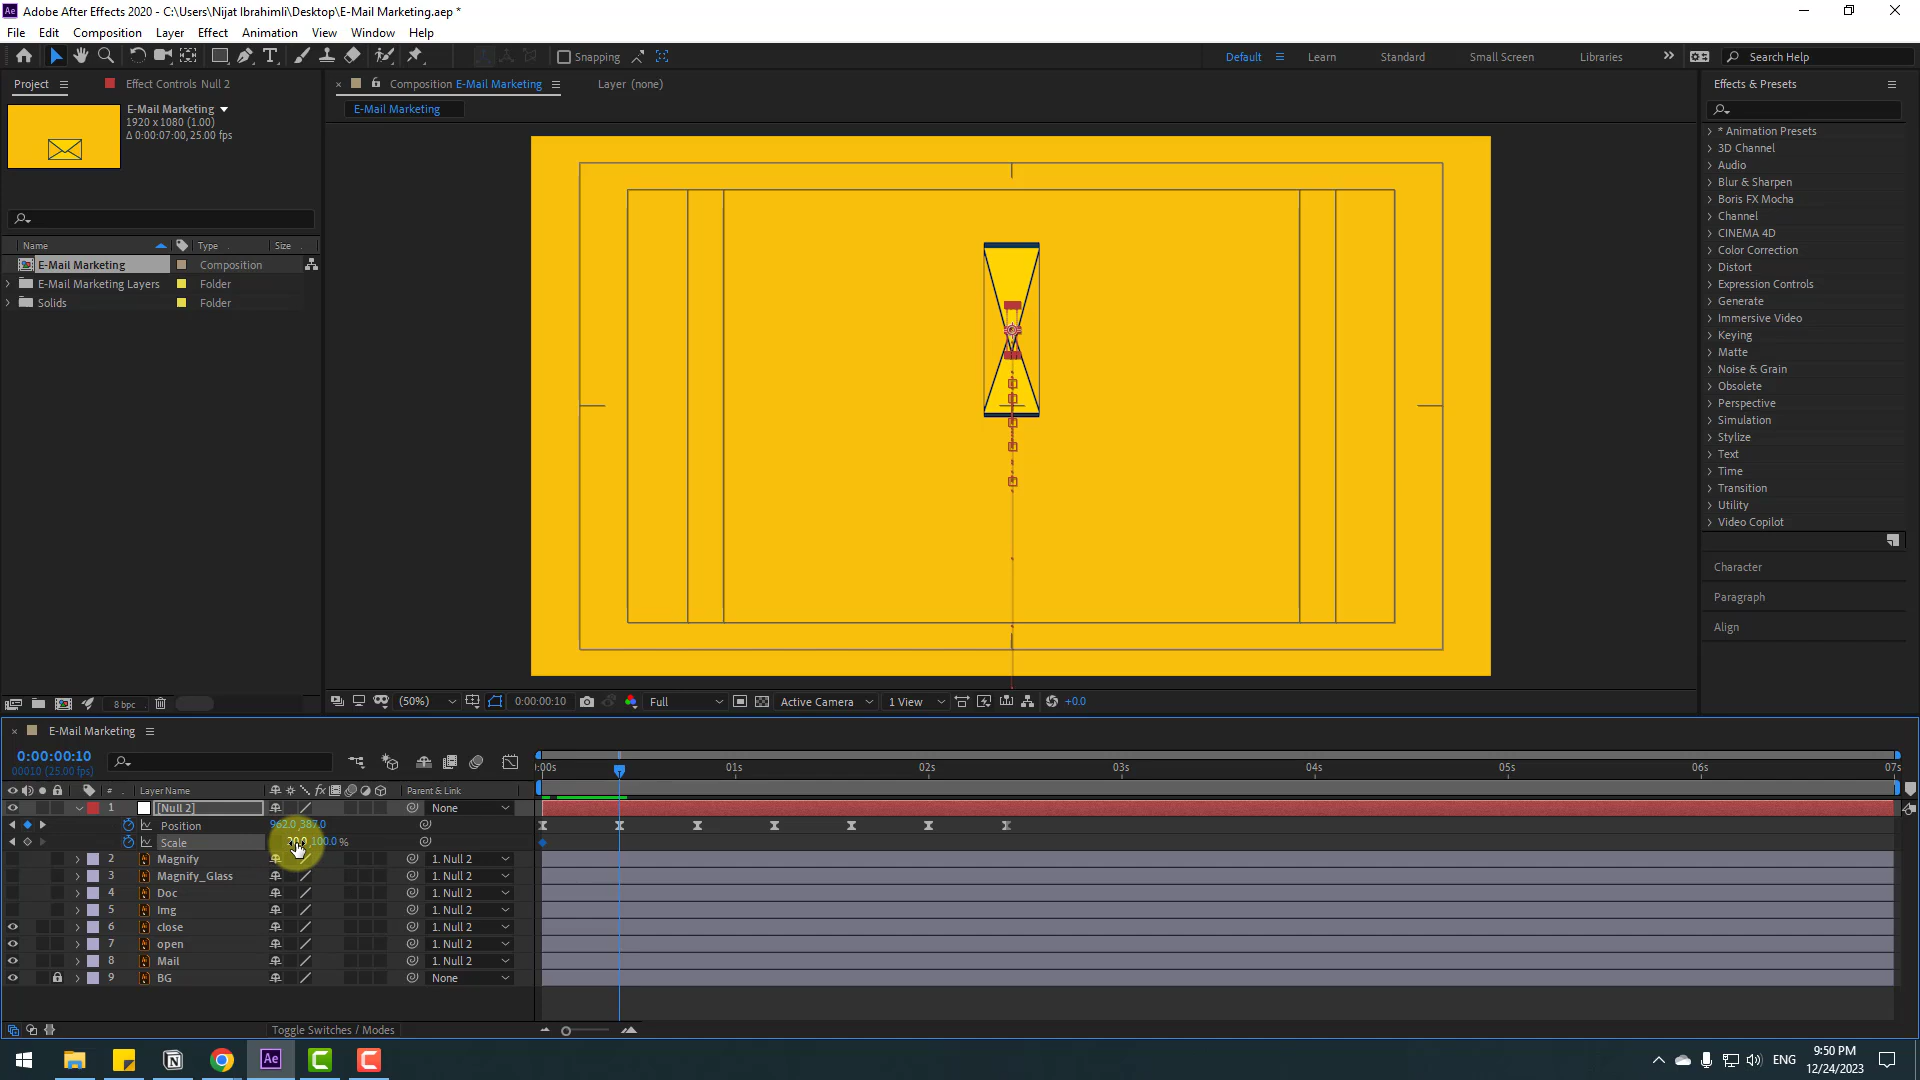 Adobe After Effects 2020 - C:\Users\Nijat Ibrahimli\Desktop\E-Mail Marketing.aep *
File Edit Composition Layer Effect Animation View Window Help
Snapping
Default Learn Standard Small Screen Libraries Search Help
Project Effect Controls Null 2
Composition E-Mail Marketing Layer (none)
Effects & Presets
E-Mail Marketing
1920 x 1080 (1.00)
Δ 0:00:07:00, 25.00 fps
E-Mail Marketing
Name Type Size
E-Mail Marketing Composition
E-Mail Marketing Layers Folder
Solids Folder
* Animation Presets
3D Channel
Audio
Blur & Sharpen
Boris FX Mocha
Channel
CINEMA 4D
Color Correction
Distort
Expression Controls
Generate
Immersive Video
Keying
Matte
Noise & Grain
Obsolete
Perspective
Simulation
Stylize
Text
Time
Transition
Utility
Video Copilot
Character
Paragraph
Align
8 bpc
(50%) 0:00:00:10 Full Active Camera 1 View +0.0
E-Mail Marketing
0:00:00:10
00010 (25.00 fps)
:00s 01s 02s 03s 04s 05s 06s 07s
# Layer Name Parent & Link
1 [Null 2] None
Position 962.0,387.0
Scale ,100.0 %
2 Magnify 1. Null 2
3 Magnify_Glass 1. Null 2
4 Doc 1. Null 2
5 Img 1. Null 2
6 close 1. Null 2
7 open 1. Null 2
8 Mail 1. Null 2
9 BG None
Toggle Switches / Modes
ENG
9:50 PM
12/24/2023